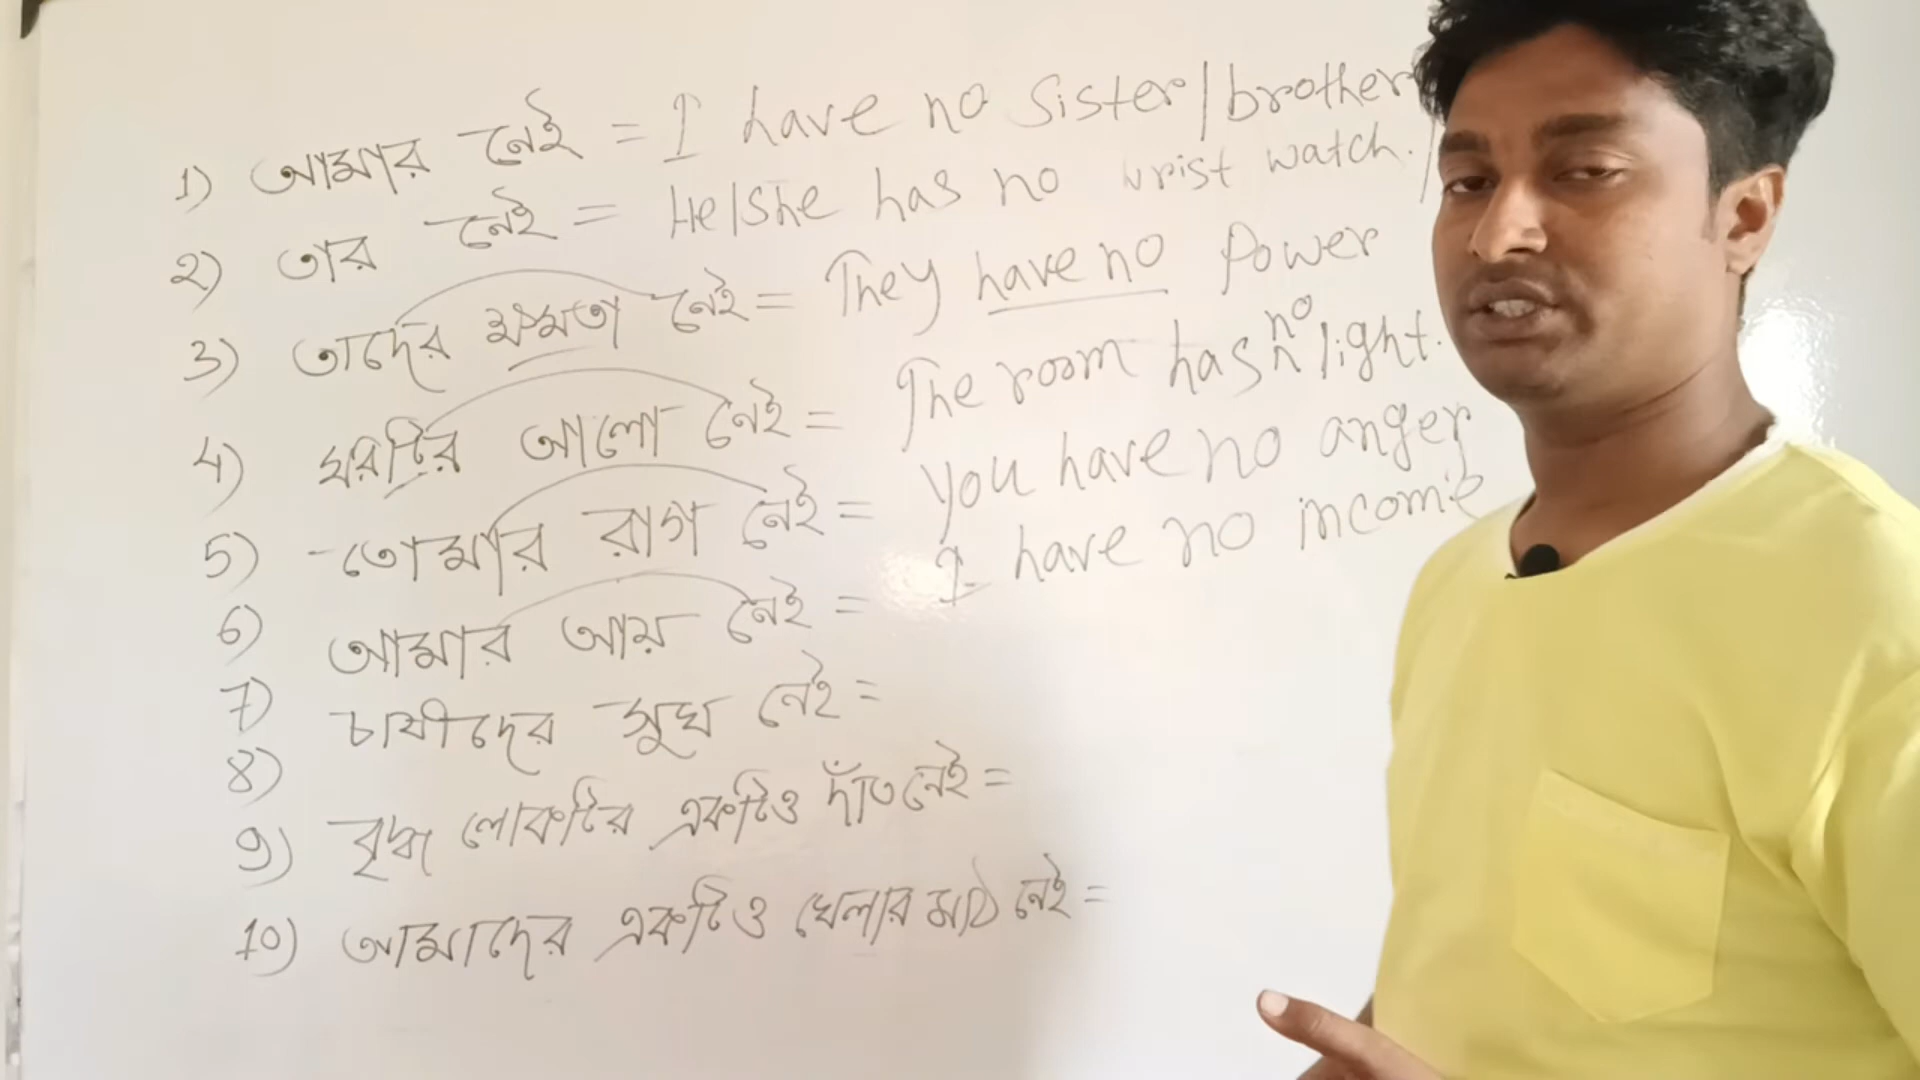 1) আমার নেই = I have no sister/brother
2) তার নেই = He/She has no wrist watch./
3) তাদের ক্ষমতা নেই = They have no power
4) ঘরটির আলো নেই = The room has no light.
5) তোমার রাগ নেই = you have no anger
6) আমার আয় নেই = I have no income
7) চাষীদের সুখ নেই =
8)
9) বৃদ্ধ লোকটির একটিও দাঁত নেই =
10) আমাদের একটিও খেলার মাঠ নেই =